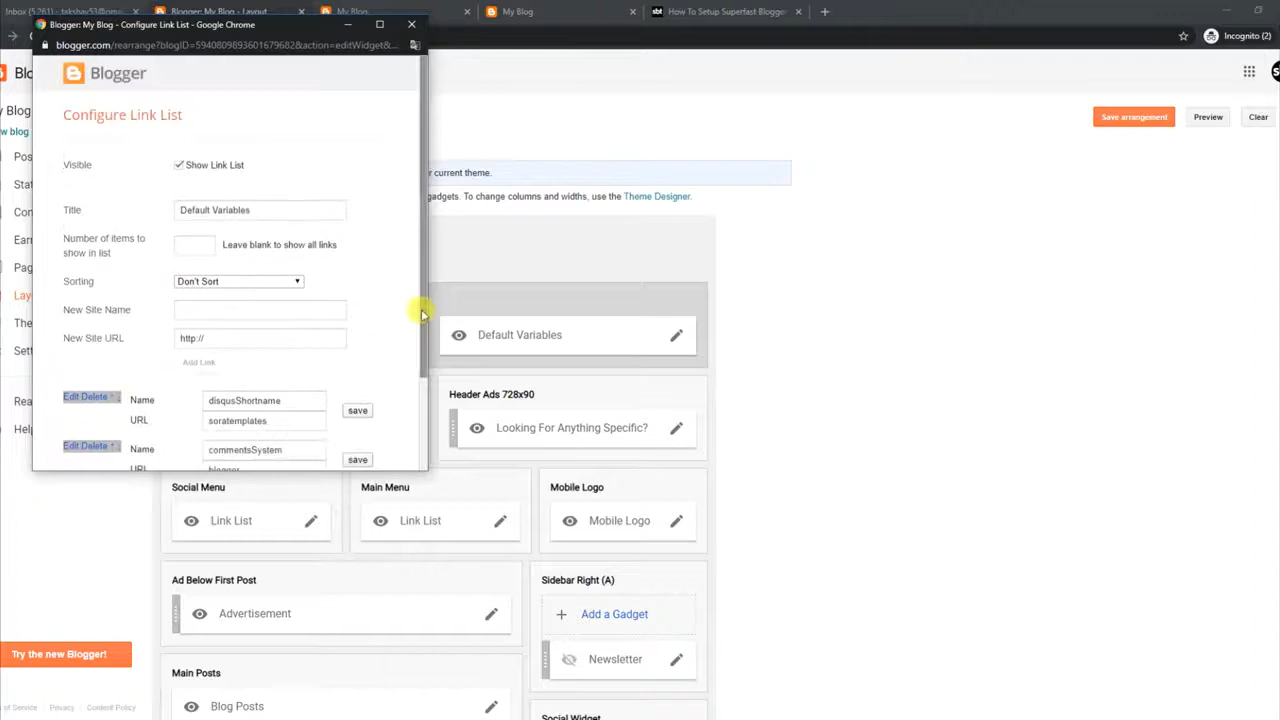 Inbox (5,261) - takshay53@gmai
Blogger: My Blog - Layout
My Blog
My Blog
sbt
How To Setup Superfast Blogger
Blogger: My Blog - Configure Link List - Google Chrome
blogger.com/rearrange?blogID=5940809893601679682&action=editWidget&...
Incognito (2)
Blogger
Configure Link List
Visible
Show Link List
Title
Default Variables
Number of items to
show in list
Leave blank to show all links
Sorting
Don't Sort
New Site Name
New Site URL
http://
Add Link
Edit Delete
Name
disqusShortname
save
URL
soratemplates
Edit Delete
Name
commentsSystem
save
URL
blogger
Blo
My Blog
w blog
Pos
Stat
Con
Earn
Pag
Lay
The
Sett
Rea
Help
Save arrangement
Preview
Clear
r current theme.
gadgets. To change columns and widths, use the Theme Designer.
Default Variables
Header Ads 728x90
Looking For Anything Specific?
Social Menu
Main Menu
Mobile Logo
Link List
Link List
Mobile Logo
Ad Below First Post
Sidebar Right (A)
Advertisement
Add a Gadget
Newsletter
Main Posts
Blog Posts
Social Widget
Try the new Blogger!
s of Service
Privacy
Content Policy